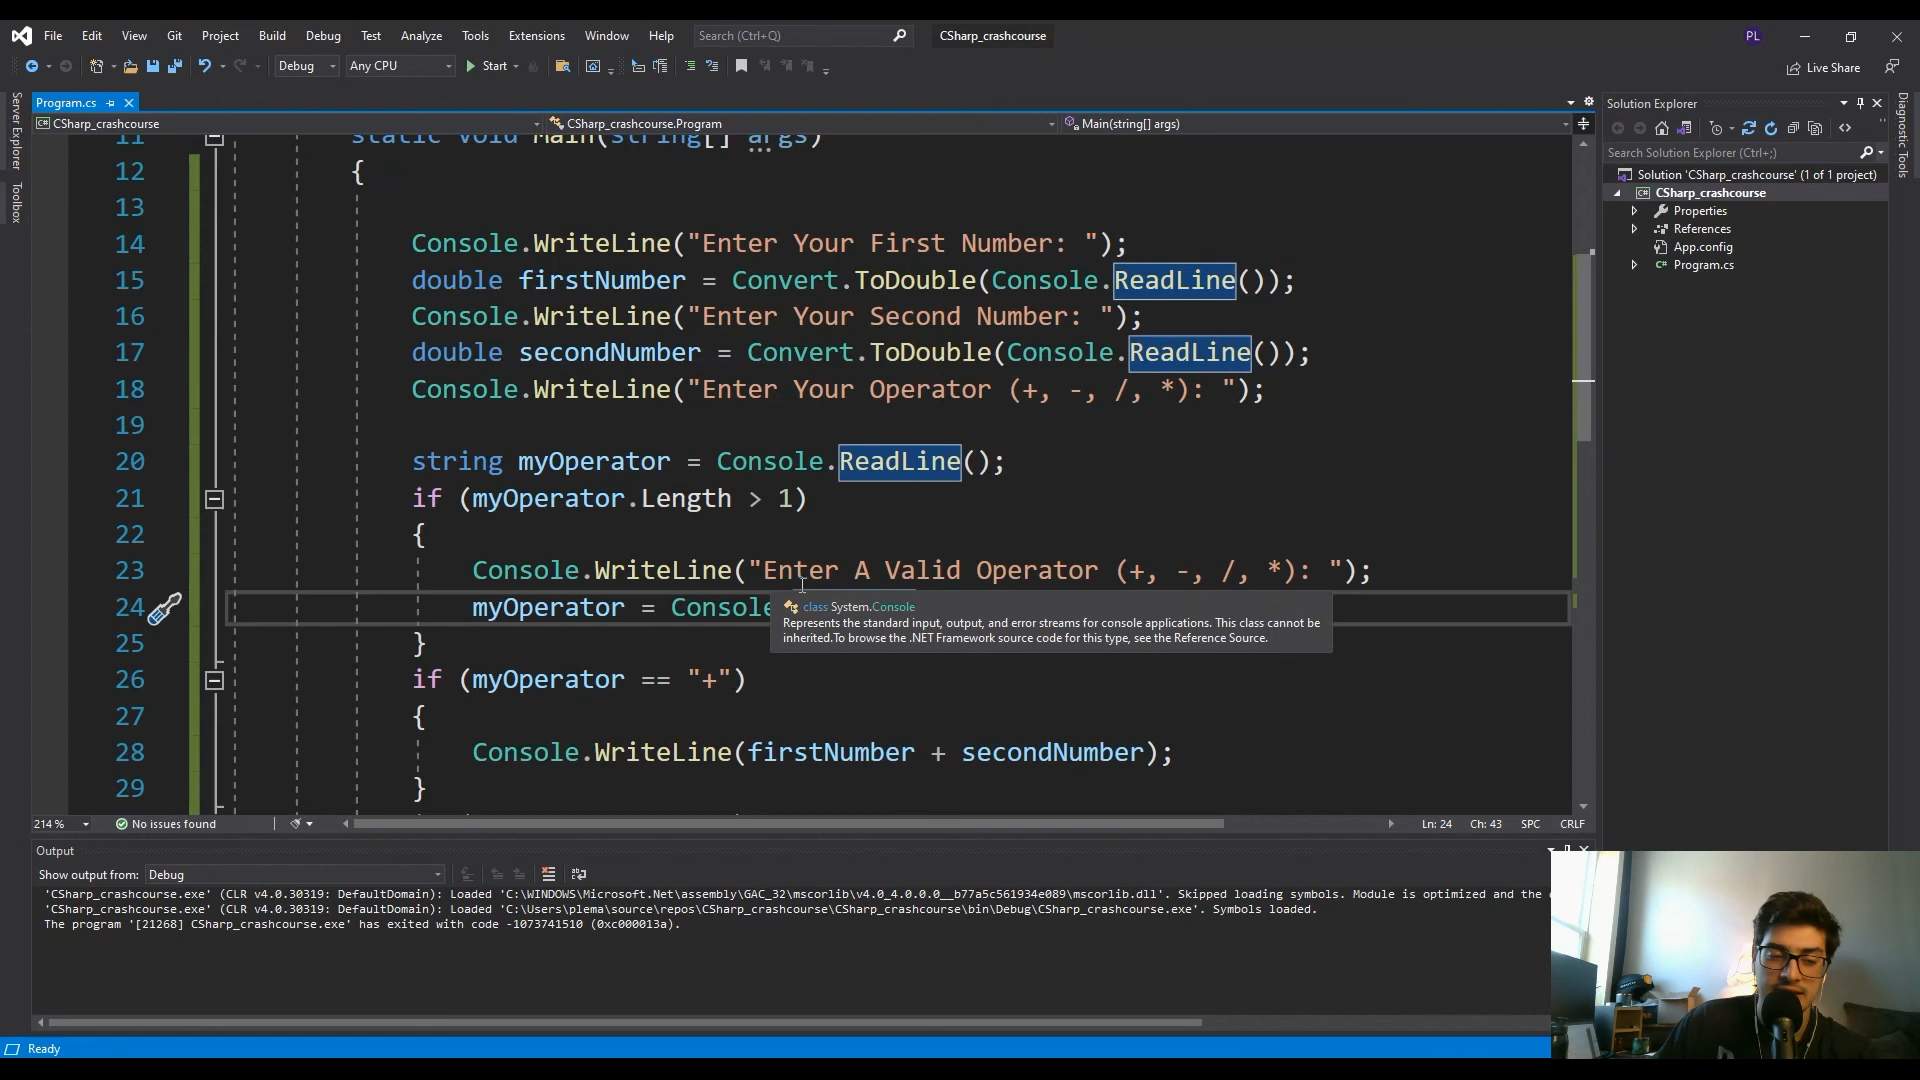 File Edit View Git Project Build Debug Test Analyze Tools Extensions Window Help Search (Ctrl+Q) CSharp_crashcourse PL
Debug Any CPU Start Live Share
Server Explorer
Toolbox
Program.cs
CSharp_crashcourse CSharp_crashcourse.Program Main(string[] args)
11 static void Main(string[] args)
12 {
13
14 Console.WriteLine("Enter Your First Number: ");
15 double firstNumber = Convert.ToDouble(Console.ReadLine());
16 Console.WriteLine("Enter Your Second Number: ");
17 double secondNumber = Convert.ToDouble(Console.ReadLine());
18 Console.WriteLine("Enter Your Operator (+, -, /, *): ");
19
20 string myOperator = Console.ReadLine();
21 if (myOperator.Length > 1)
22 {
23 Console.WriteLine("Enter A Valid Operator (+, -, /, *): ");
24 myOperator = Console
class System.Console
Represents the standard input, output, and error streams for console applications. This class cannot be
inherited.To browse the .NET Framework source code for this type, see the Reference Source.
25 }
26 if (myOperator == "+")
27 {
28 Console.WriteLine(firstNumber + secondNumber);
29 }
214 % No issues found Ln: 24 Ch: 43 SPC CRLF
Solution Explorer
Search Solution Explorer (Ctrl+;)
Solution 'CSharp_crashcourse' (1 of 1 project)
CSharp_crashcourse
Properties
References
App.config
Program.cs
Diagnostic Tools
Output
Show output from: Debug
'CSharp_crashcourse.exe' (CLR v4.0.30319: DefaultDomain): Loaded 'C:\WINDOWS\Microsoft.Net\assembly\GAC_32\mscorlib\v4.0_4.0.0.0__b77a5c561934e089\mscorlib.dll'. Skipped loading symbols. Module is optimized and the
'CSharp_crashcourse.exe' (CLR v4.0.30319: DefaultDomain): Loaded 'C:\Users\plema\source\repos\CSharp_crashcourse\CSharp_crashcourse\bin\Debug\CSharp_crashcourse.exe'. Symbols loaded.
The program '[21268] CSharp_crashcourse.exe' has exited with code -1073741510 (0xc000013a).
Ready